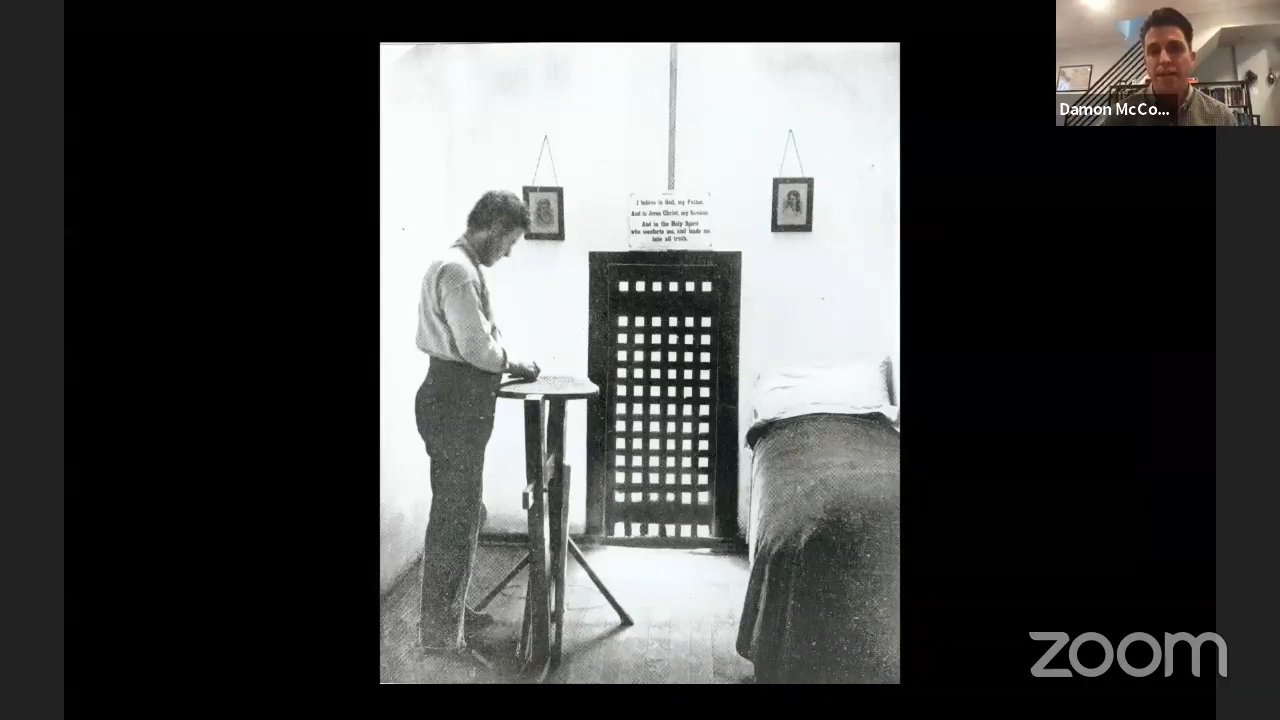 Damon McCo...
I believe in God, my Father.
And in Jesus Christ, my Saviour.
And in the Holy Spirit
who comforts me, and leads me
into all truth.
zoom